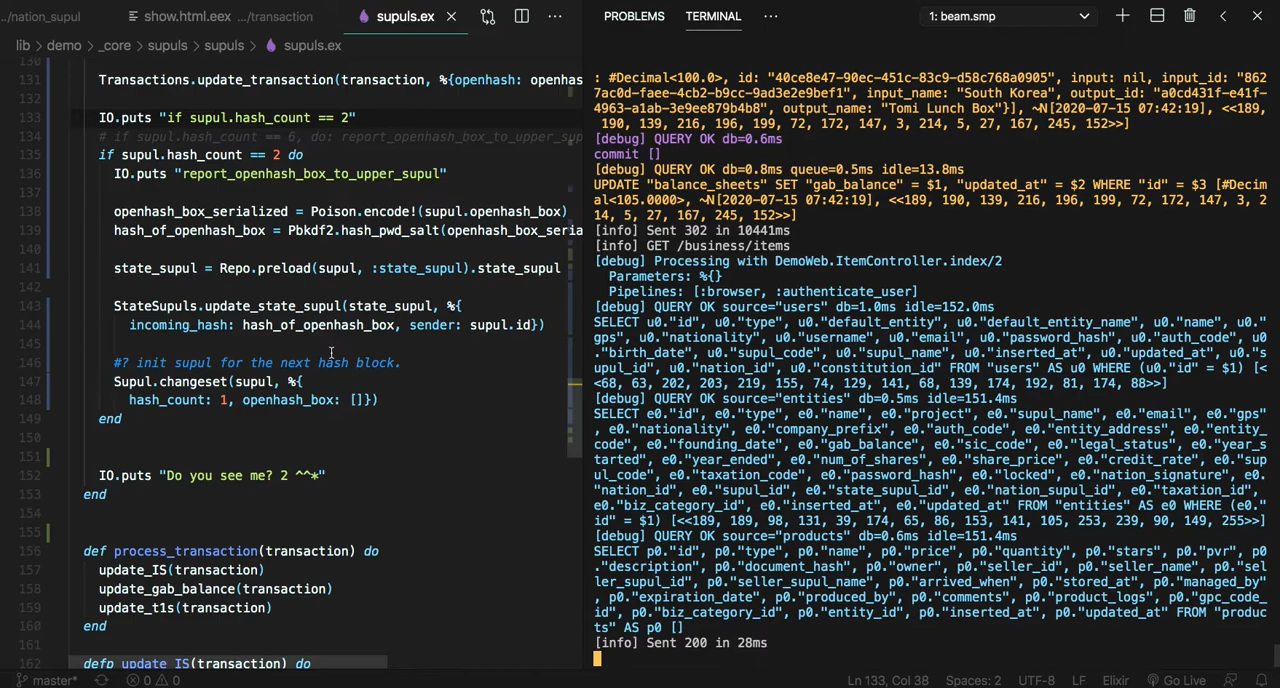 ../nation_supul
show.html.eex .../transaction
supuls.ex
lib > demo > _core > supuls > supuls > supuls.ex
130
131 Transactions.update_transaction(transaction, %{openhash: openhas
132
133 IO.puts "if supul.hash_count == 2"
134 # if supul.hash_count == 6, do: report_openhash_box_to_upper_sup
135 if supul.hash_count == 2 do
136 IO.puts "report_openhash_box_to_upper_supul"
137
138 openhash_box_serialized = Poison.encode!(supul.openhash_box)
139 hash_of_openhash_box = Pbkdf2.hash_pwd_salt(openhash_box_seria
140
141 state_supul = Repo.preload(supul, :state_supul).state_supul
142
143 StateSupuls.update_state_supul(state_supul, %{
144 incoming_hash: hash_of_openhash_box, sender: supul.id})
145
146 #? init supul for the next hash block.
147 Supul.changeset(supul, %{
148 hash_count: 1, openhash_box: []})
149 end
150
151
152 IO.puts "Do you see me? 2 ^^*"
153 end
154
155
156 def process_transaction(transaction) do
157 update_IS(transaction)
158 update_gab_balance(transaction)
159 update_t1s(transaction)
160 end
161
162 defp update_IS(transaction) do
PROBLEMS TERMINAL ··· 1: beam.smp
: #Decimal<100.0>, id: "40ce8e47-90ec-451c-83c9-d58c768a0905", input: nil, input_id: "862
7ac0d-faee-4cb2-b9cc-9ad3e2e9bef1", input_name: "South Korea", output_id: "a0cd431f-e41f-
4963-a1ab-3e9ee879b4b8", output_name: "Tomi Lunch Box"}], ~N[2020-07-15 07:42:19], <<189,
190, 139, 216, 196, 199, 72, 172, 147, 3, 214, 5, 27, 167, 245, 152>>]
[debug] QUERY OK db=0.6ms
commit []
[debug] QUERY OK db=0.8ms queue=0.5ms idle=13.8ms
UPDATE "balance_sheets" SET "gab_balance" = $1, "updated_at" = $2 WHERE "id" = $3 [#Decim
al<105.0000>, ~N[2020-07-15 07:42:19], <<189, 190, 139, 216, 196, 199, 72, 172, 147, 3, 2
14, 5, 27, 167, 245, 152>>]
[info] Sent 302 in 10441ms
[info] GET /business/items
[debug] Processing with DemoWeb.ItemController.index/2
Parameters: %{}
Pipelines: [:browser, :authenticate_user]
[debug] QUERY OK source="users" db=1.0ms idle=152.0ms
SELECT u0."id", u0."type", u0."default_entity", u0."default_entity_name", u0."name", u0."
gps", u0."nationality", u0."username", u0."email", u0."password_hash", u0."auth_code", u0
."birth_date", u0."supul_code", u0."supul_name", u0."inserted_at", u0."updated_at", u0."s
upul_id", u0."nation_id", u0."constitution_id" FROM "users" AS u0 WHERE (u0."id" = $1) [<
<68, 63, 202, 203, 219, 155, 74, 129, 141, 68, 139, 174, 192, 81, 174, 88>>]
[debug] QUERY OK source="entities" db=0.5ms idle=151.4ms
SELECT e0."id", e0."type", e0."name", e0."project", e0."supul_name", e0."email", e0."gps"
, e0."nationality", e0."company_prefix", e0."auth_code", e0."entity_address", e0."entity_
code", e0."founding_date", e0."gab_balance", e0."sic_code", e0."legal_status", e0."year_s
tarted", e0."year_ended", e0."num_of_shares", e0."share_price", e0."credit_rate", e0."sup
ul_code", e0."taxation_code", e0."password_hash", e0."locked", e0."nation_signature", e0.
"nation_id", e0."supul_id", e0."state_supul_id", e0."nation_supul_id", e0."taxation_id",
e0."biz_category_id", e0."inserted_at", e0."updated_at" FROM "entities" AS e0 WHERE (e0."
id" = $1) [<<189, 189, 98, 131, 39, 174, 65, 86, 153, 141, 105, 253, 239, 90, 149, 255>>]
[debug] QUERY OK source="products" db=0.6ms idle=151.4ms
SELECT p0."id", p0."type", p0."name", p0."price", p0."quantity", p0."stars", p0."pvr", p0
."description", p0."document_hash", p0."owner", p0."seller_id", p0."seller_name", p0."sel
ler_supul_id", p0."seller_supul_name", p0."arrived_when", p0."stored_at", p0."managed_by"
, p0."expiration_date", p0."produced_by", p0."comments", p0."product_logs", p0."gpc_code_
id", p0."biz_category_id", p0."entity_id", p0."inserted_at", p0."updated_at" FROM "produc
ts" AS p0 []
[info] Sent 200 in 28ms
master* 0 0 Ln 133, Col 38 Spaces: 2 UTF-8 LF Elixir Go Live